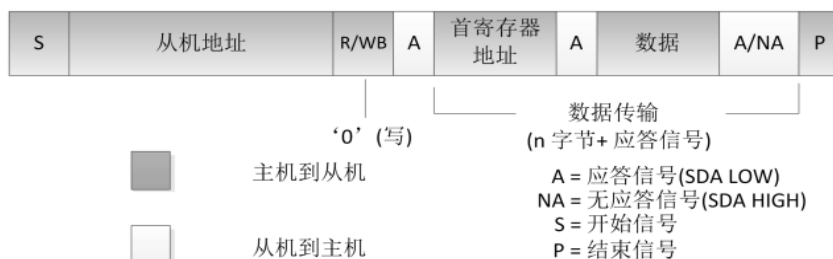 S 从机地址 R/WB A 首寄存器地址 A 数据 A/NA P
数据传输
‘0’ (写)
(n 字节+ 应答信号)
主机到从机
A = 应答信号(SDA LOW)
NA = 无应答信号(SDA HIGH)
S = 开始信号
从机到主机
P = 结束信号